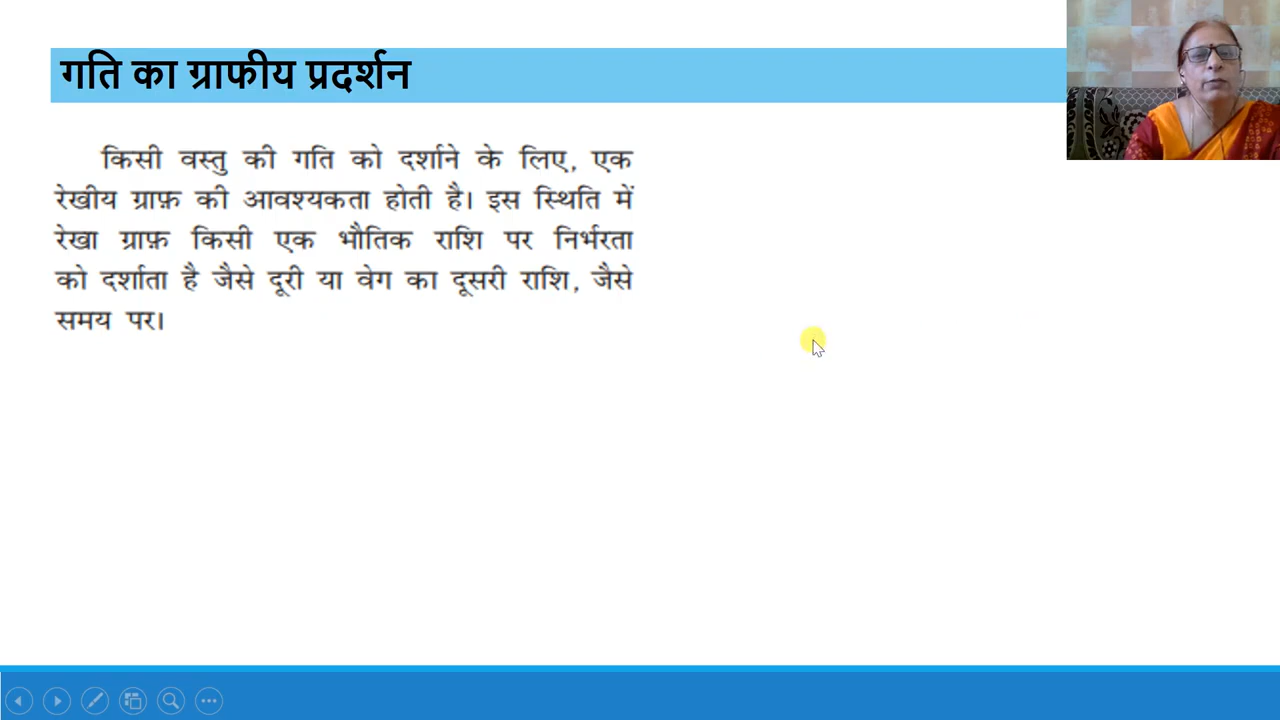 गति का ग्राफीय प्रदर्शन
किसी वस्तु की गति को दर्शाने के लिए, एक
रेखीय ग्राफ़ की आवश्यकता होती है। इस स्थिति में
रेखा ग्राफ़ किसी एक भौतिक राशि पर निर्भरता
को दर्शाता है जैसे दूरी या वेग का दूसरी राशि, जैसे
समय पर।